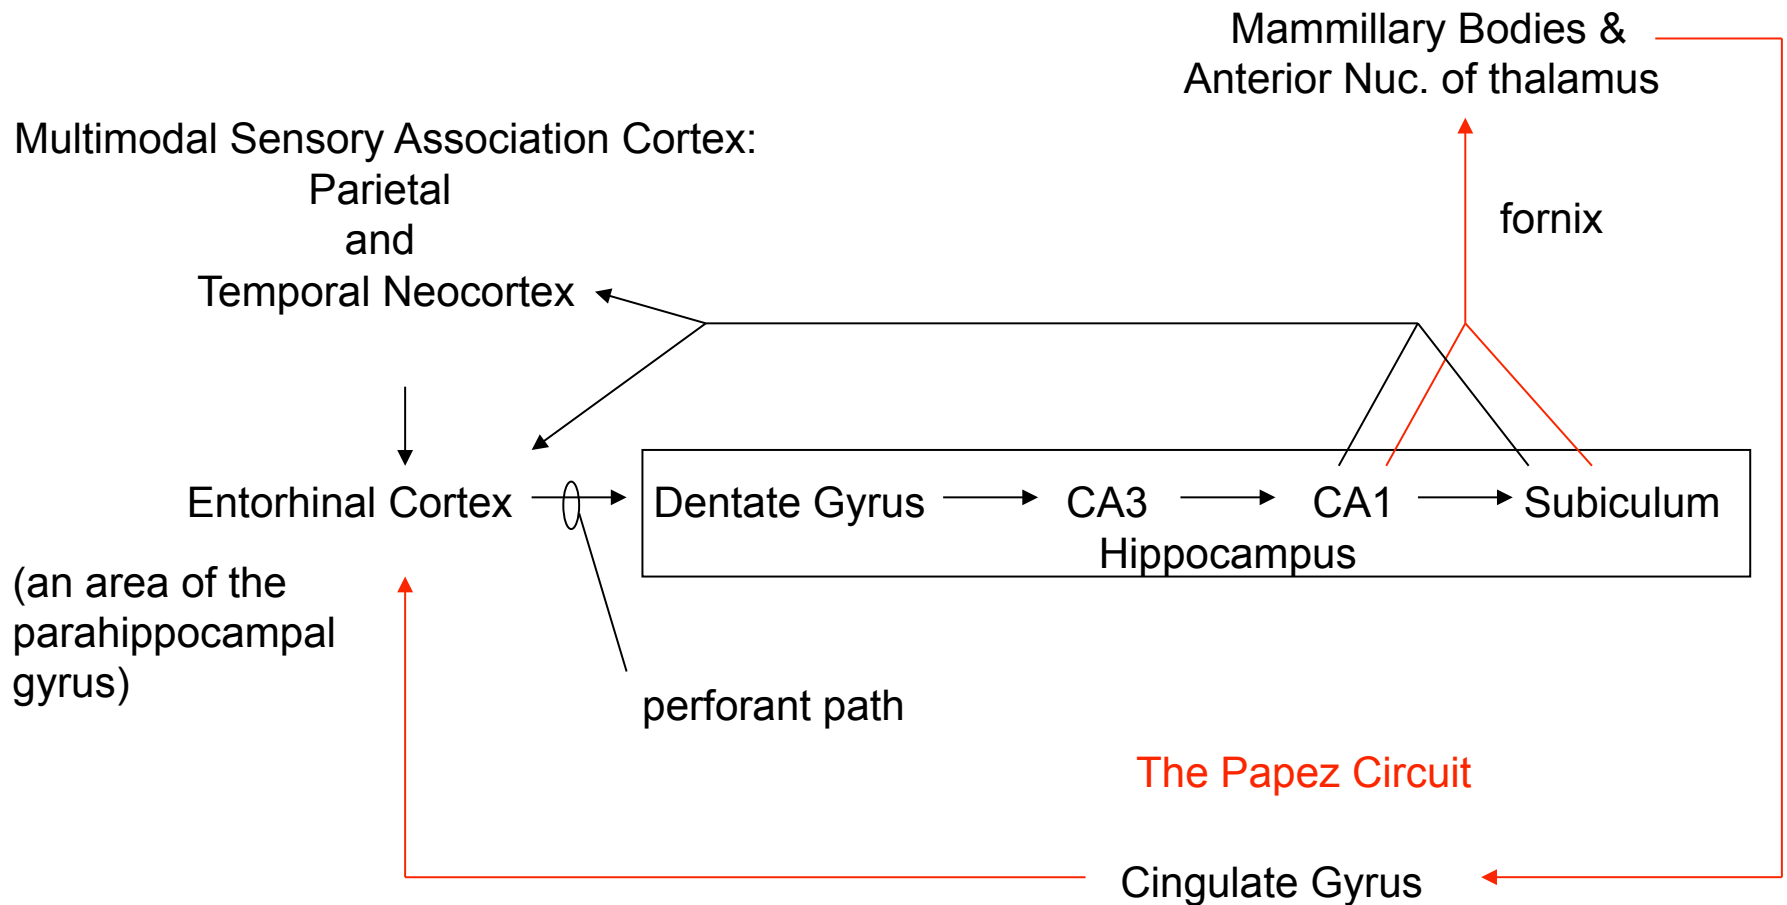 Mammillary Bodies &
Anterior Nuc. of thalamus
Multimodal Sensory Association Cortex:
Parietal
and
Temporal Neocortex
fornix
Entorhinal Cortex
Dentate Gyrus
CA3
CA1
Subiculum
Hippocampus
(an area of the
parahippocampal
gyrus)
perforant path
The Papez Circuit
Cingulate Gyrus